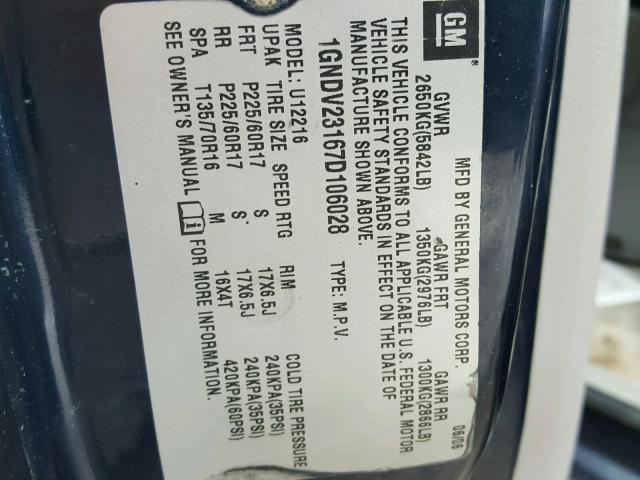 GM
MFD BY GENERAL MOTORS CORP. 06/06
GVWR GAWR FRT GAWR RR
2650KG(5842LB) 1350KG(2976LB) 1300KG(2866LB)
THIS VEHICLE CONFORMS TO ALL APPLICABLE U.S. FEDERAL MOTOR
VEHICLE SAFETY STANDARDS IN EFFECT ON THE DATE OF
MANUFACTURE SHOWN ABOVE.
1GNDV23167D106028 TYPE: M.P.V.
MODEL: U12216
UPAK TIRE SIZE SPEED RTG RIM COLD TIRE PRESSURE
FRT P225/60R17 S 17X6.5J 240KPA(35PSI)
RR P225/60R17 S 17X6.5J 240KPA(35PSI)
SPA T135/70R16 M 16X4T 420KPA(60PSI)
SEE OWNER'S MANUAL FOR MORE INFORMATION.